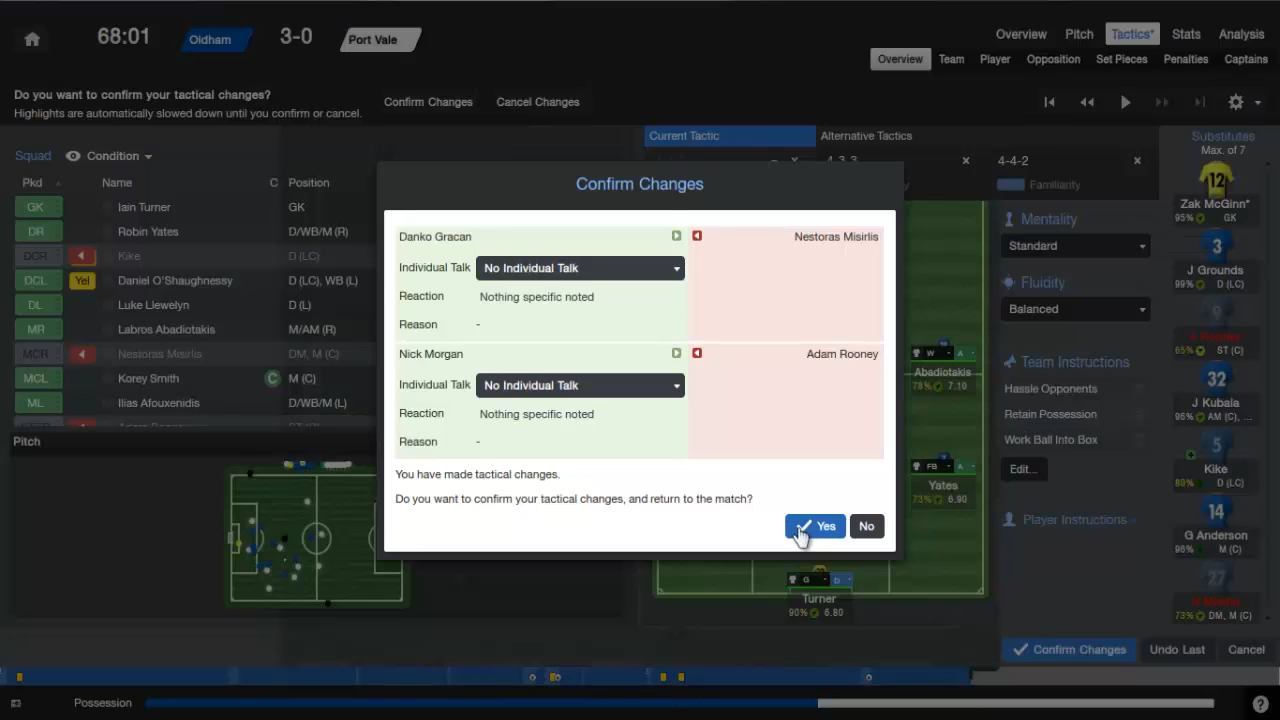 68:01
Oldham
3-0
Port Vale
Overview
Pitch
Tactics*
Stats
Analysis
Overview
Team
Player
Opposition
Set Pieces
Penalties
Captains
Do you want to confirm your tactical changes?
Highlights are automatically slowed down until you confirm or cancel.
Confirm Changes
Cancel Changes
Current Tactic
Alternative Tactics
4-3-3
4-4-2
Familiarity
Substitutes
Max. of 7
Squad
Condition
Pkd
Name
C
Position
GK
Iain Turner
GK
DR
Robin Yates
D/WB/M (R)
DCR
Kike
D (LC)
DCL
Yel
Daniel O'Shaughnessy
D (LC), WB (L)
DL
Luke Llewelyn
D (L)
MR
Labros Abadiotakis
M/AM (R)
MCR
Nestoras Misirlis
DM, M (C)
MCL
Korey Smith
C
M (C)
ML
Ilias Afouxenidis
D/WB/M (L)
Pitch
Confirm Changes
Danko Gracan
Nestoras Misirlis
Individual Talk
No Individual Talk
Reaction
Nothing specific noted
Reason
-
Nick Morgan
Adam Rooney
Individual Talk
No Individual Talk
Reaction
Nothing specific noted
Reason
-
You have made tactical changes.
Do you want to confirm your tactical changes, and return to the match?
Yes
No
W
A
Abadiotakis
78%
7.10
FB
A
Yates
73%
6.90
G
D
Turner
90%
6.80
Mentality
Standard
Fluidity
Balanced
Team Instructions
Hassle Opponents
Retain Possession
Work Ball Into Box
Edit...
Player Instructions
12
Zak McGinn*
95%
GK
3
J Grounds
99%
D (LC)
9
A Rooney
65%
ST (C)
32
J Kubala
96%
AM (C), ...
5
Kike
80%
D (LC)
14
G Anderson
96%
M (C)
27
73%
DM, M (C)
Confirm Changes
Undo Last
Cancel
Possession
?